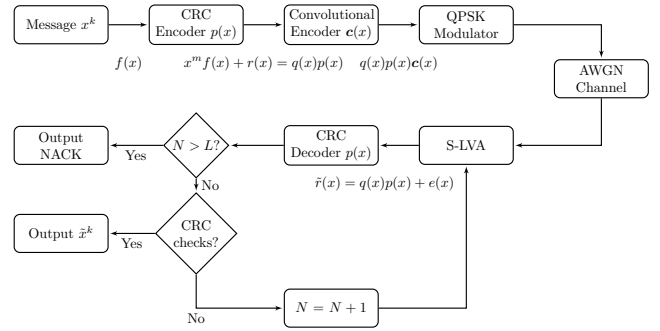 Message x^k
CRC
Encoder p(x)
Convolutional
Encoder c(x)
QPSK
Modulator
f(x)
x^m f(x) + r(x) = q(x)p(x)
q(x)p(x)c(x)
AWGN
Channel
Output
NACK
Yes
N > L?
CRC
Decoder p(x)
S-LVA
No
r̃(x) = q(x)p(x) + e(x)
Output x̃^k
Yes
CRC
checks?
No
N = N + 1